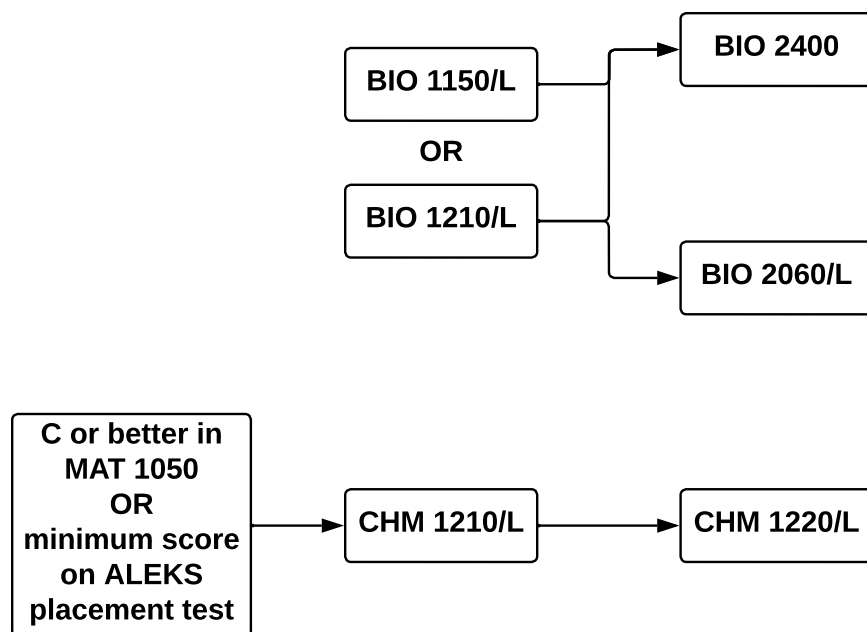 BIO 2400
BIO 1150/L
OR
BIO 1210/L
BIO 2060/L
C or better in
MAT 1050
OR
minimum score
on ALEKS
placement test
CHM 1210/L
CHM 1220/L